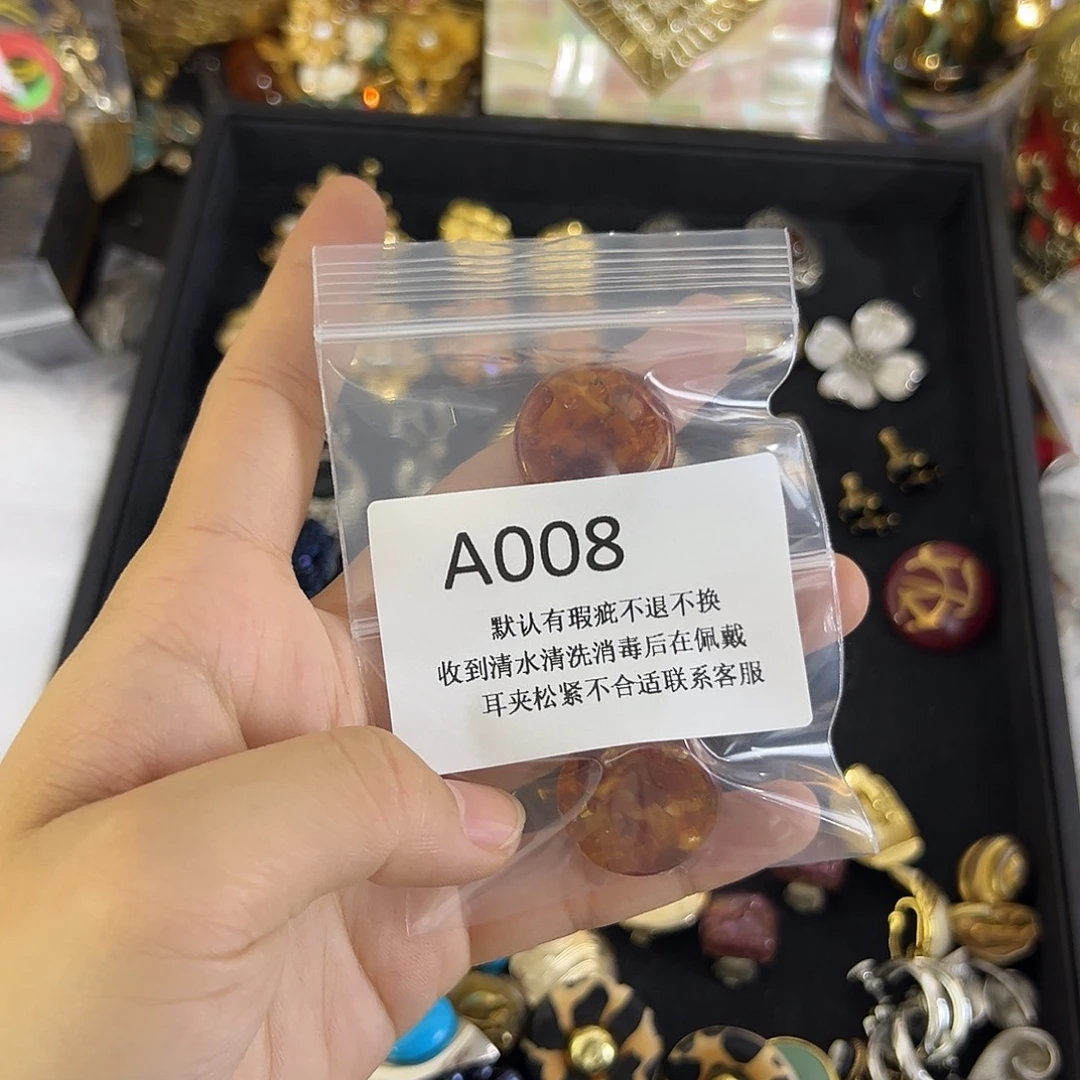 A008
默认有瑕疵不退不换
收到清水清洗消毒后在佩戴
耳夹松紧不合适联系客服